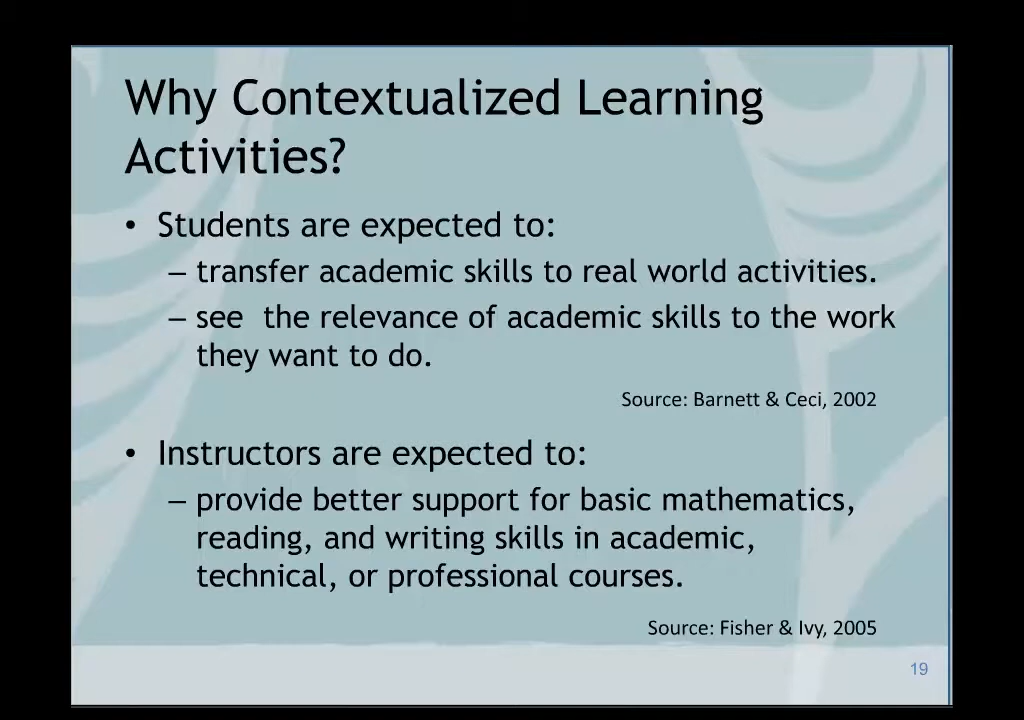 Why Contextualized Learning
Activities?
• Students are expected to:
– transfer academic skills to real world activities.
– see  the relevance of academic skills to the work
they want to do.
Source: Barnett & Ceci, 2002
• Instructors are expected to:
– provide better support for basic mathematics,
reading, and writing skills in academic,
technical, or professional courses.
Source: Fisher & Ivy, 2005
19